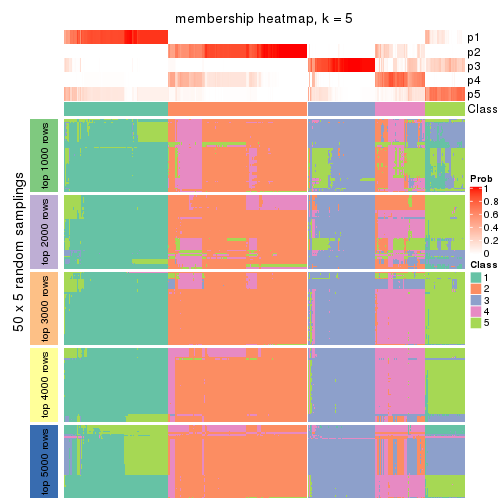 membership heatmap, k = 5
p1
p2
p3
p4
p5
Class
50 x 5 random samplings
top 1000 rows
top 2000 rows
top 3000 rows
top 4000 rows
top 5000 rows
Prob
1
0.8
0.6
0.4
0.2
0
Class
1
2
3
4
5